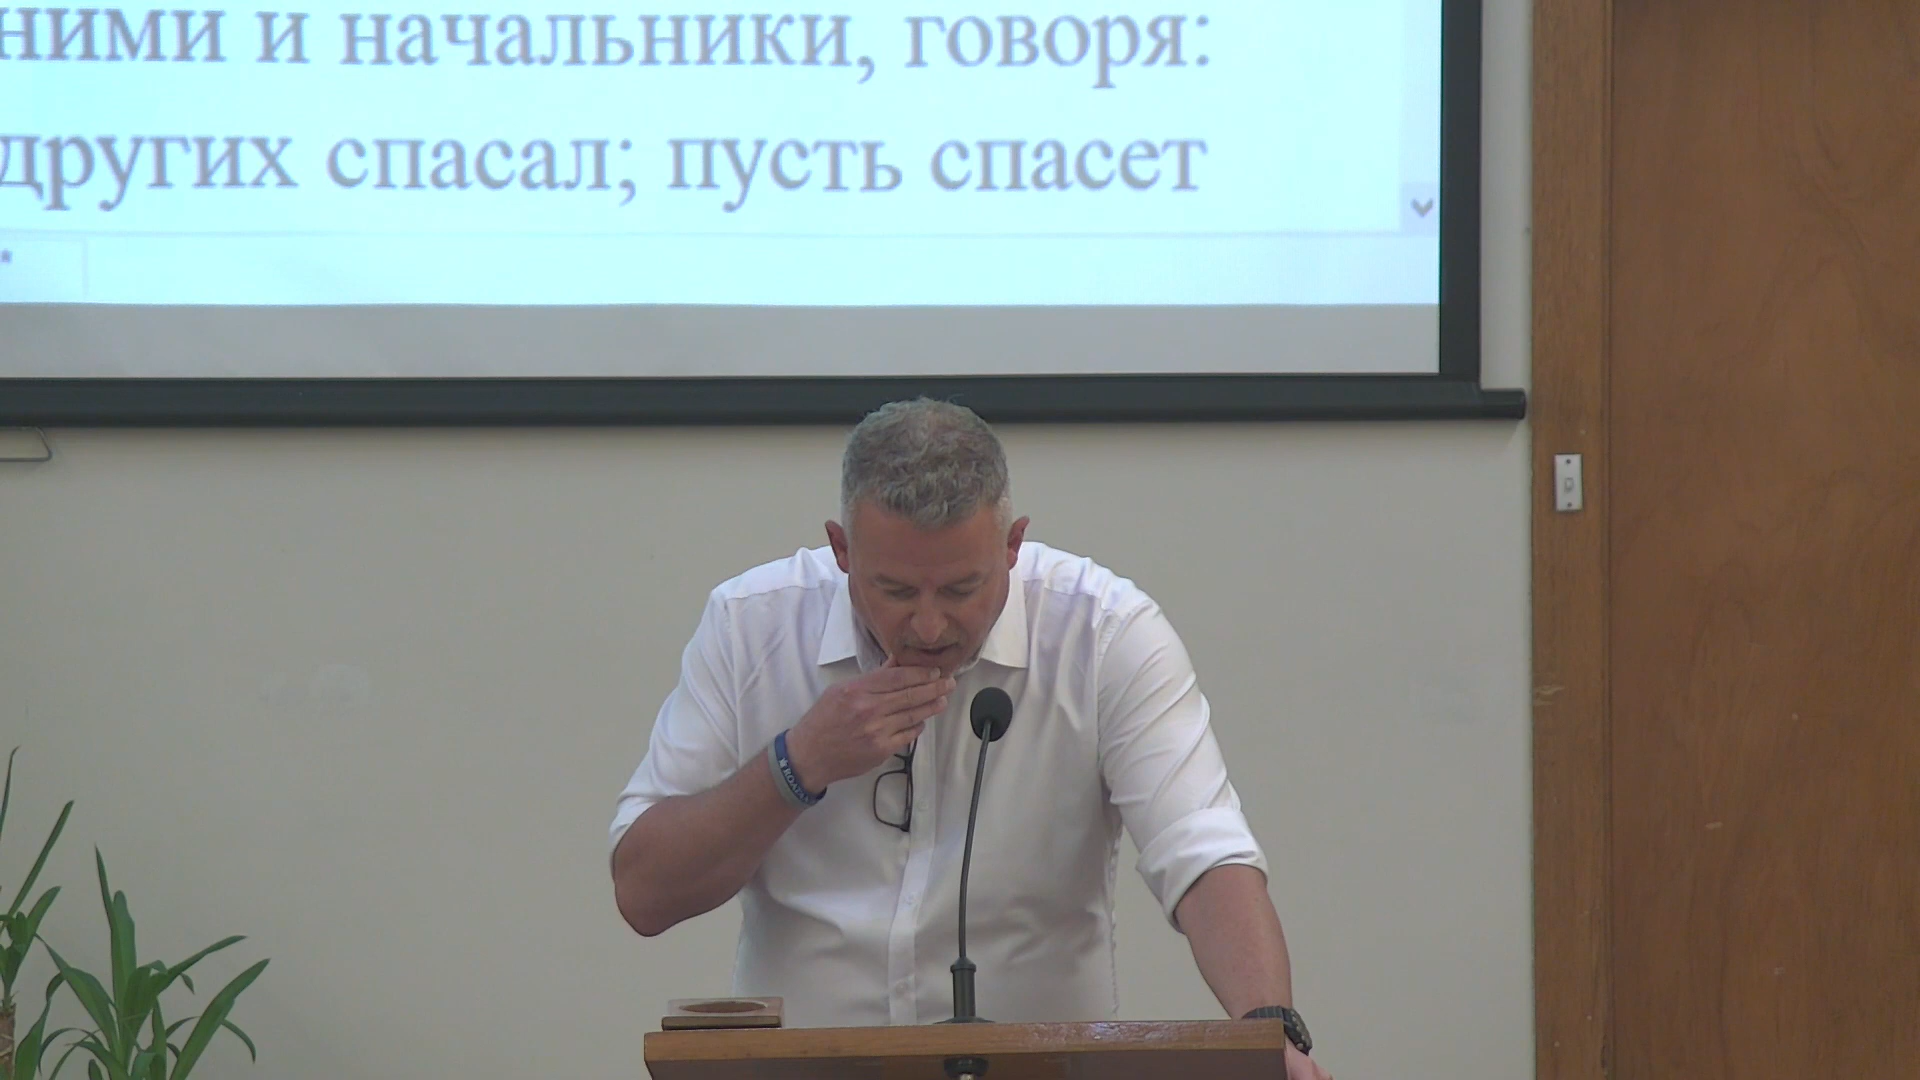 ними и начальники, говоря:
других спасал; пусть спасет